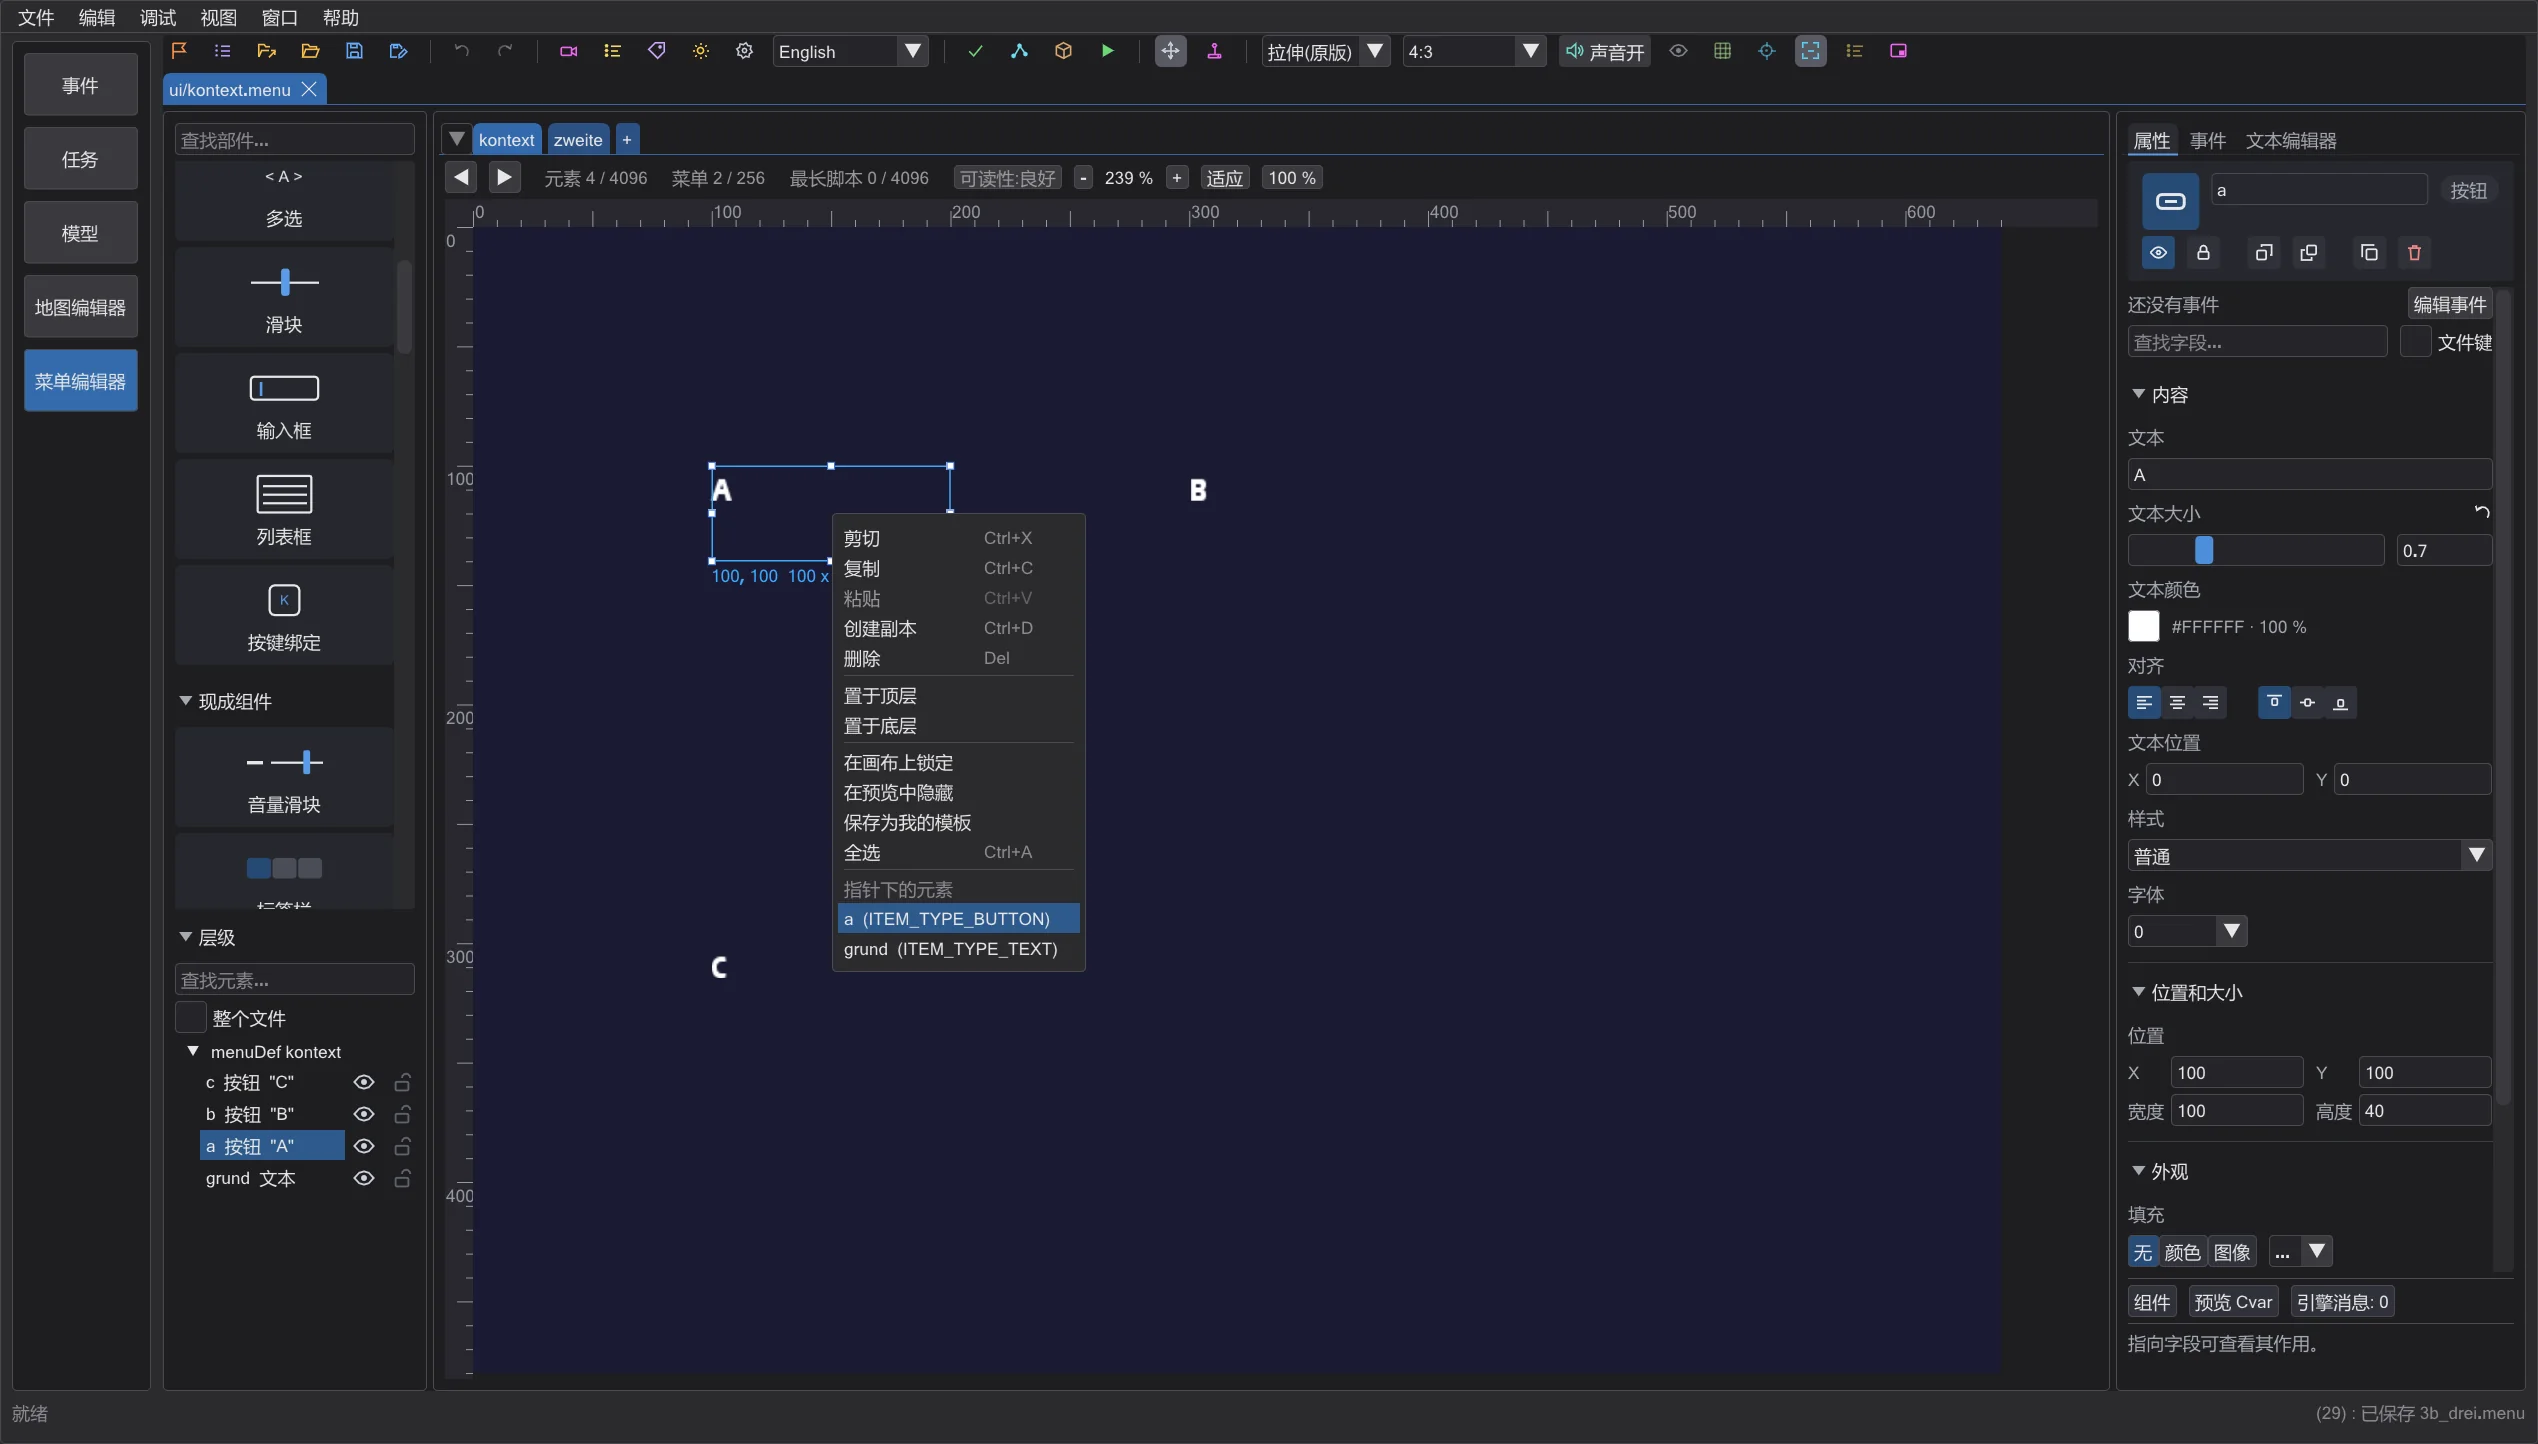 文件 编辑 调试 视图 窗口 帮助
English 拉伸(原版) 4:3 声音开
ui/kontext.menu
事件
任务
模型
地图编辑器
菜单编辑器
查找部件...
< A >
多选
滑块
输入框
列表框
K
按键绑定
现成组件
音量滑块
层级
查找元素...
整个文件
menuDef kontext
c 按钮 "C"
b 按钮 "B"
a 按钮 "A"
grund 文本
kontext zweite +
元素 4 / 4096 菜单 2 / 256 最长脚本 0 / 4096 可读性:良好 - 239 % + 适应 100 %
0 100 200 300 400 500 600
0
100
200
300
400
A
B
C
100, 100 100 x
剪切 Ctrl+X
复制 Ctrl+C
粘贴 Ctrl+V
创建副本 Ctrl+D
删除 Del
置于顶层
置于底层
在画布上锁定
在预览中隐藏
保存为我的模板
全选 Ctrl+A
指针下的元素
a (ITEM_TYPE_BUTTON)
grund (ITEM_TYPE_TEXT)
属性 事件 文本编辑器
a 按钮
还没有事件 编辑事件
查找字段... 文件键
内容
文本
A
文本大小
0.7
文本颜色
#FFFFFF · 100 %
对齐
文本位置
X 0 Y 0
样式
普通
字体
0
位置和大小
位置
X 100 Y 100
宽度 100 高度 40
外观
填充
无 颜色 图像 ...
组件 预览 Cvar 引擎消息: 0
指向字段可查看其作用。
就绪
(29) : 已保存 3b_drei.menu